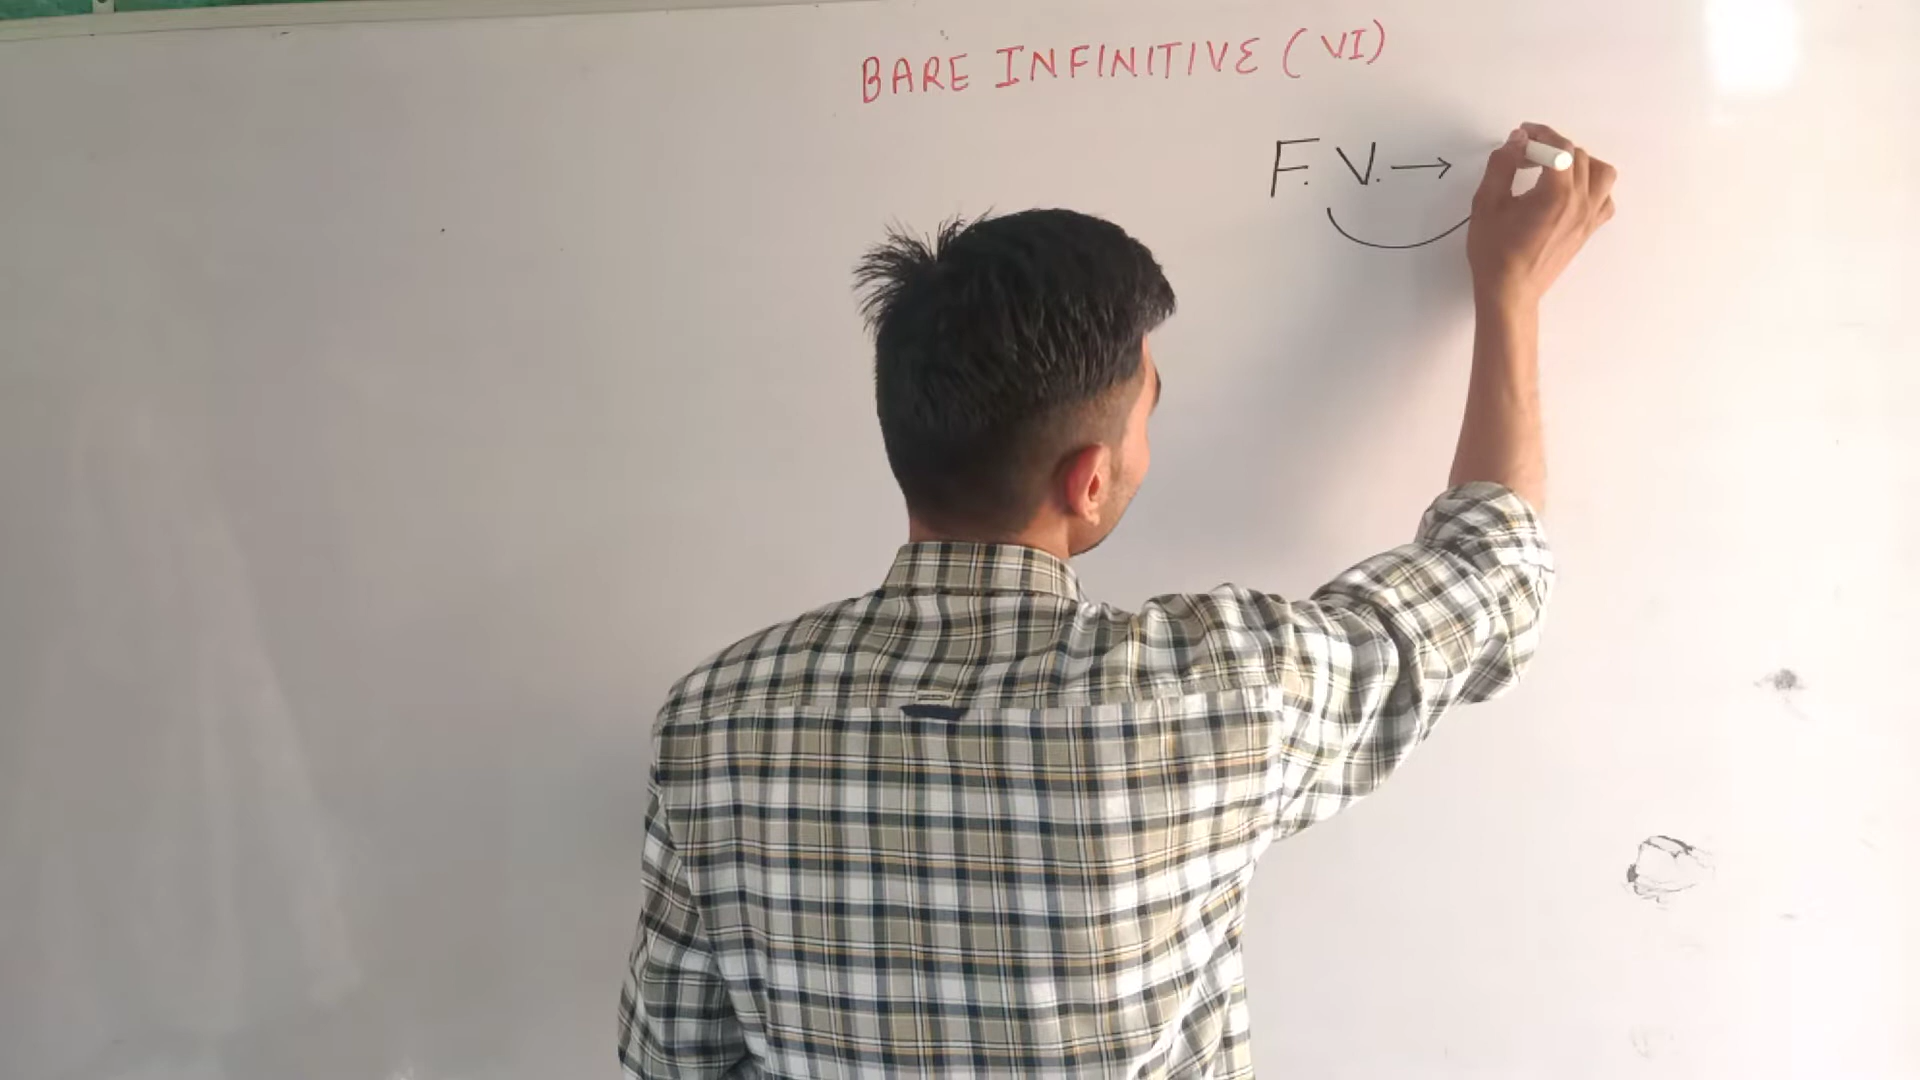 BARE INFINITIVE (VI)
F. V. →